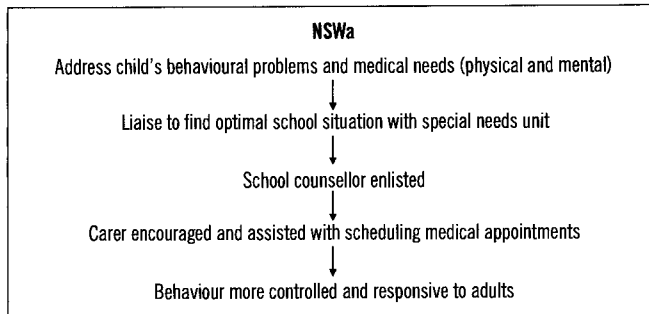 NSWa
Address child's behavioural problems and medical needs (physical and mental)
Liaise to find optimal school situation with special needs unit
School counsellor enlisted
Carer encouraged and assisted with scheduling medical appointments
Behaviour more controlled and responsive to adults